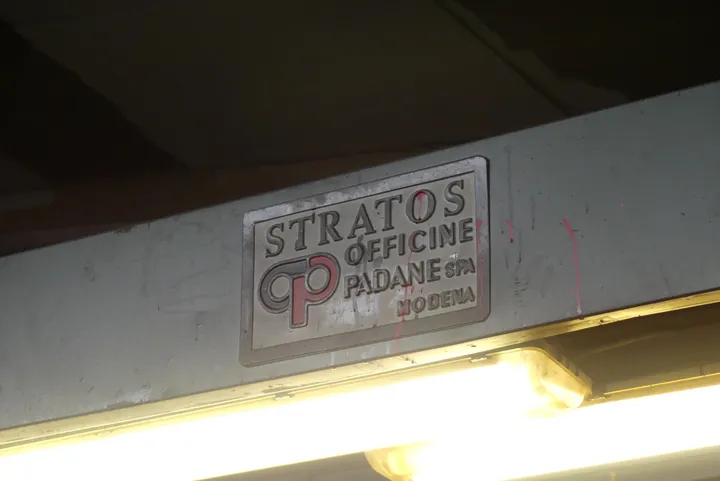 STRATOS
OFFICINE
PADANE SPA
MODENA